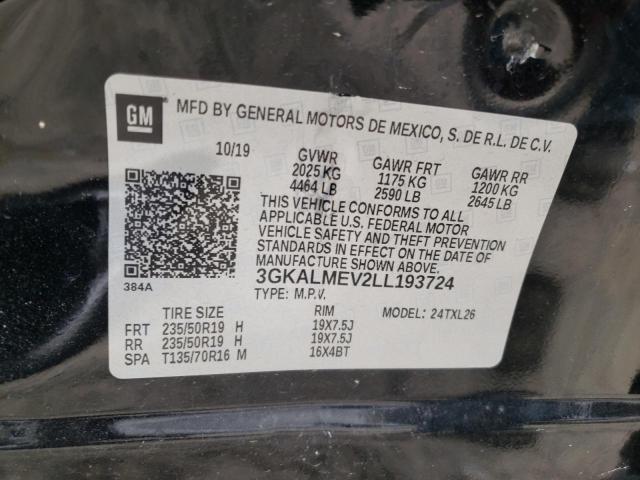 GM MFD BY GENERAL MOTORS DE MEXICO, S. DE R.L. DE C.V.
10/19 GVWR GAWR FRT GAWR RR
2025 KG 1175 KG 1200 KG
4464 LB 2590 LB 2645 LB
THIS VEHICLE CONFORMS TO ALL
APPLICABLE U.S. FEDERAL MOTOR
VEHICLE SAFETY AND THEFT PREVENTION
STANDARDS IN EFFECT ON THE DATE OF
MANUFACTURE SHOWN ABOVE.
384A 3GKALMEV2LL193724
TYPE: M.P.V.
TIRE SIZE RIM MODEL: 24TXL26
FRT 235/50R19 H 19X7.5J
RR 235/50R19 H 19X7.5J
SPA T135/70R16 M 16X4BT